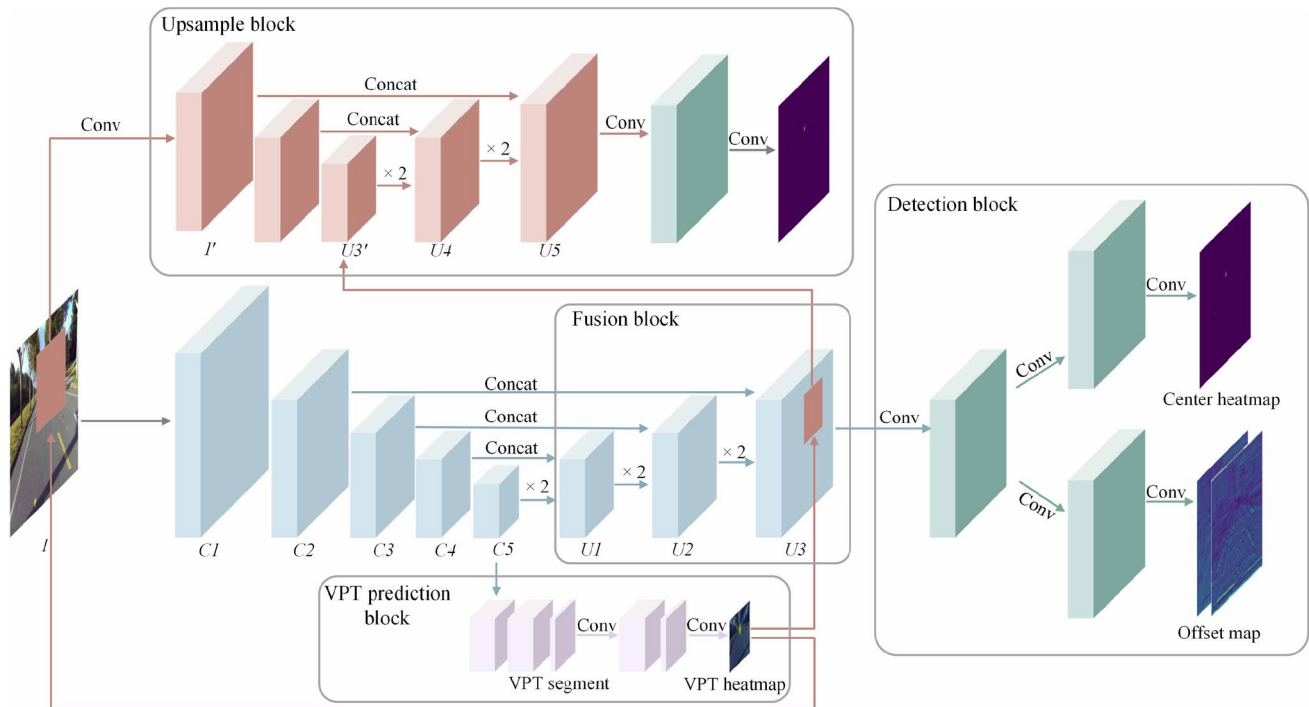 Upsample block
Concat
Conv
Concat
Conv
Conv
× 2
× 2
I'
U3'
U4
U5
Detection block
Conv
Conv
Center heatmap
Conv
Conv
Offset map
Fusion block
Concat
Concat
Concat
Conv
× 2
× 2
× 2
I
C1
C2
C3
C4
C5
U1
U2
U3
VPT prediction
block
Conv
Conv
VPT segment
VPT heatmap